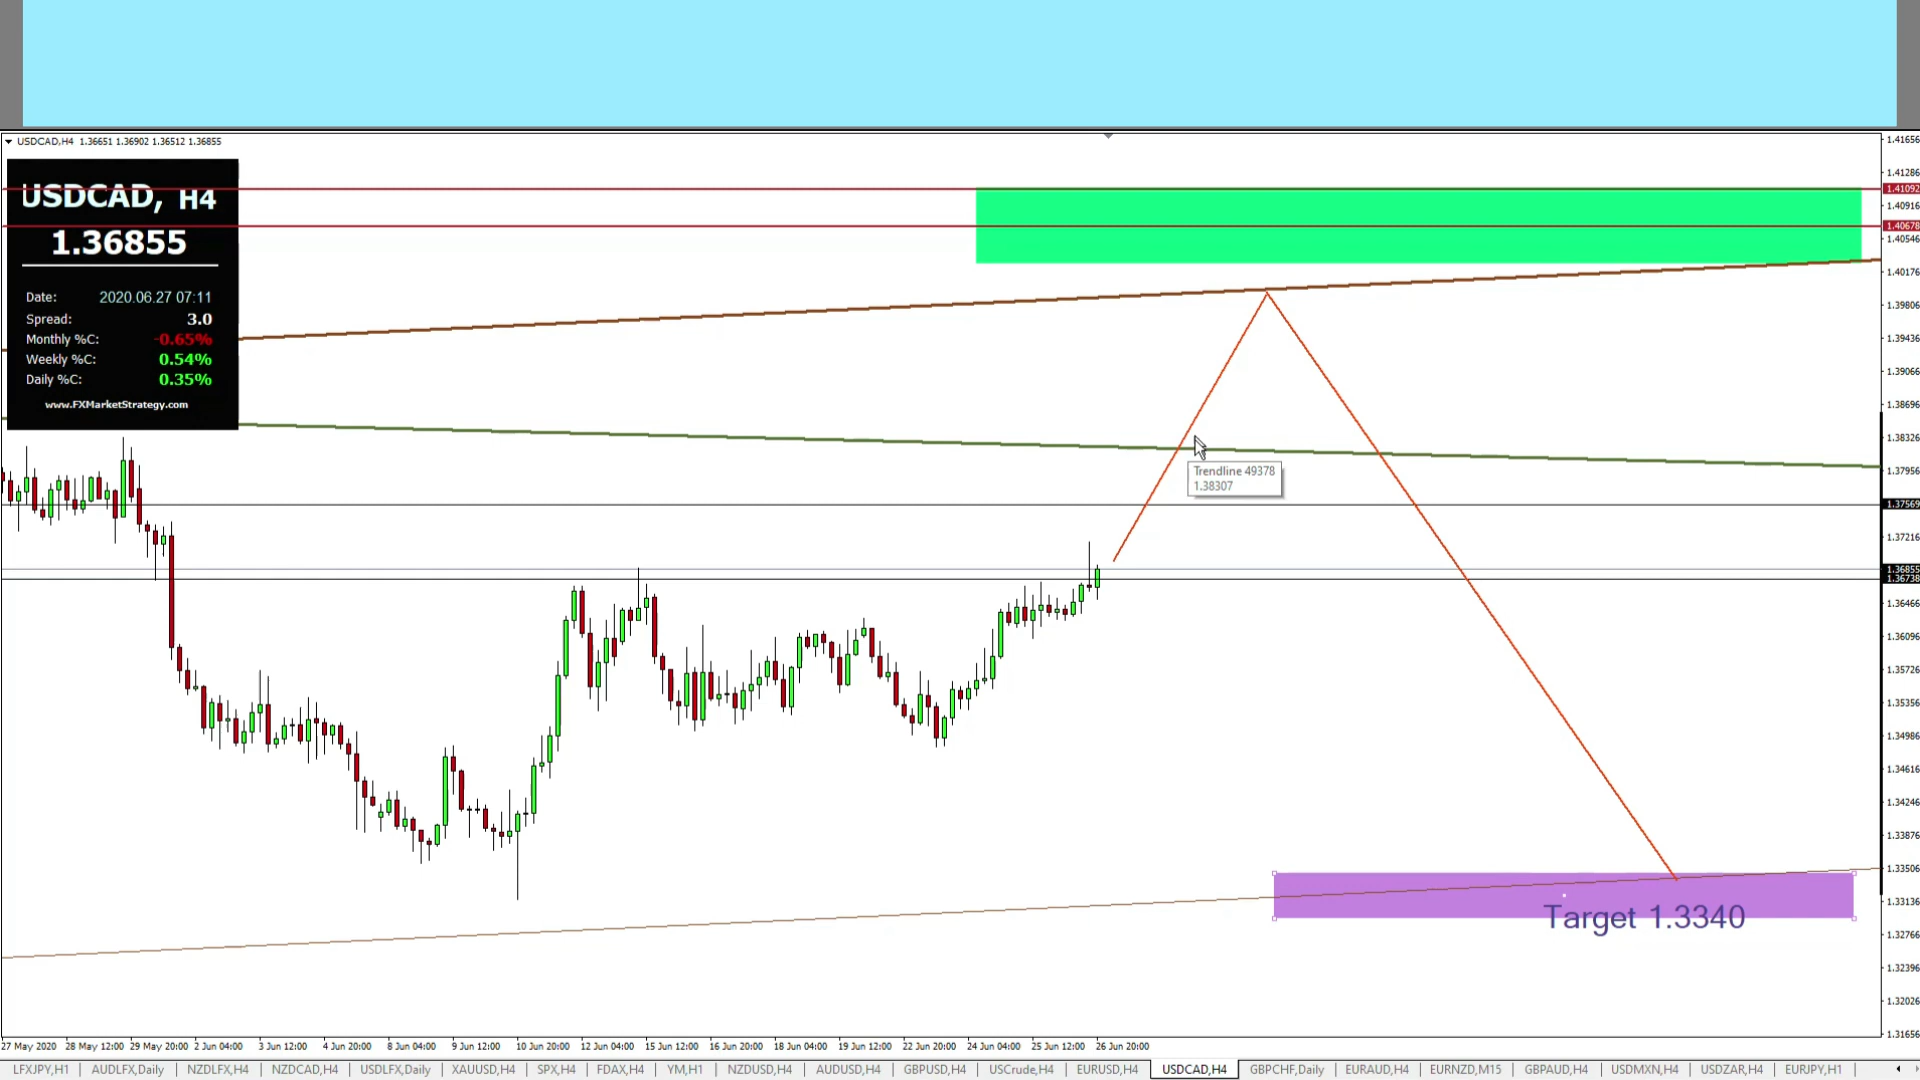 USDCAD,H4 1.36651 1.36902 1.36512 1.36855
USDCAD, H4
1.36855
Date: 2020.06.27 07:11
Spread: 3.0
Monthly %C: -0.65%
Weekly %C: 0.54%
Daily %C: 0.35%
www.FXMarketStrategy.com
Trendline 49378
1.38307
Target 1.3340
1.41656
1.41286
1.41092
1.40916
1.40678
1.40546
1.40176
1.39806
1.39436
1.39066
1.38696
1.38326
1.37956
1.37569
1.37216
1.36855
1.36738
1.36466
1.36096
1.35726
1.35356
1.34986
1.34616
1.34246
1.33876
1.33506
1.33136
1.32766
1.32396
1.32026
1.31656
27 May 2020 28 May 12:00 29 May 20:00 2 Jun 04:00 3 Jun 12:00 4 Jun 20:00 8 Jun 04:00 9 Jun 12:00 10 Jun 20:00 12 Jun 04:00 15 Jun 12:00 16 Jun 20:00 18 Jun 04:00 19 Jun 12:00 22 Jun 20:00 24 Jun 04:00 25 Jun 12:00 26 Jun 20:00
LFXJPY,H1 AUDLFX,Daily NZDLFX,H4 NZDCAD,H4 USDLFX,Daily XAUUSD,H4 SPX,H4 FDAX,H4 YM,H1 NZDUSD,H4 AUDUSD,H4 GBPUSD,H4 USCrude,H4 EURUSD,H4 USDCAD,H4 GBPCHF,Daily EURAUD,H4 EURNZD,M15 GBPAUD,H4 USDMXN,H4 USDZAR,H4 EURJPY,H1